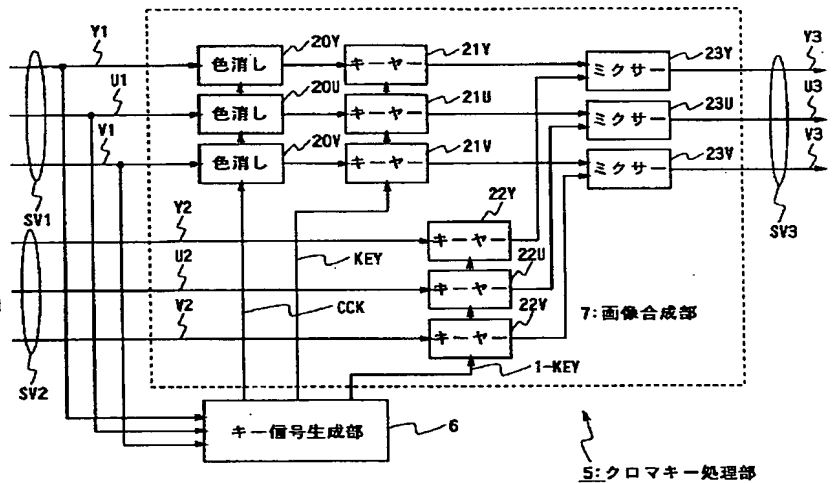 Y1
U1
V1
SV1
Y2
U2
V2
SV2
20Y
色消し
20U
色消し
20V
色消し
21Y
キーヤー
21U
キーヤー
21V
キーヤー
22Y
キーヤー
22U
キーヤー
22V
キーヤー
23Y
ミクサー
23U
ミクサー
23V
ミクサー
Y3
U3
V3
SV3
KEY
CCK
1-KEY
7:画像合成部
キー信号生成部
6
5:クロマキー処理部